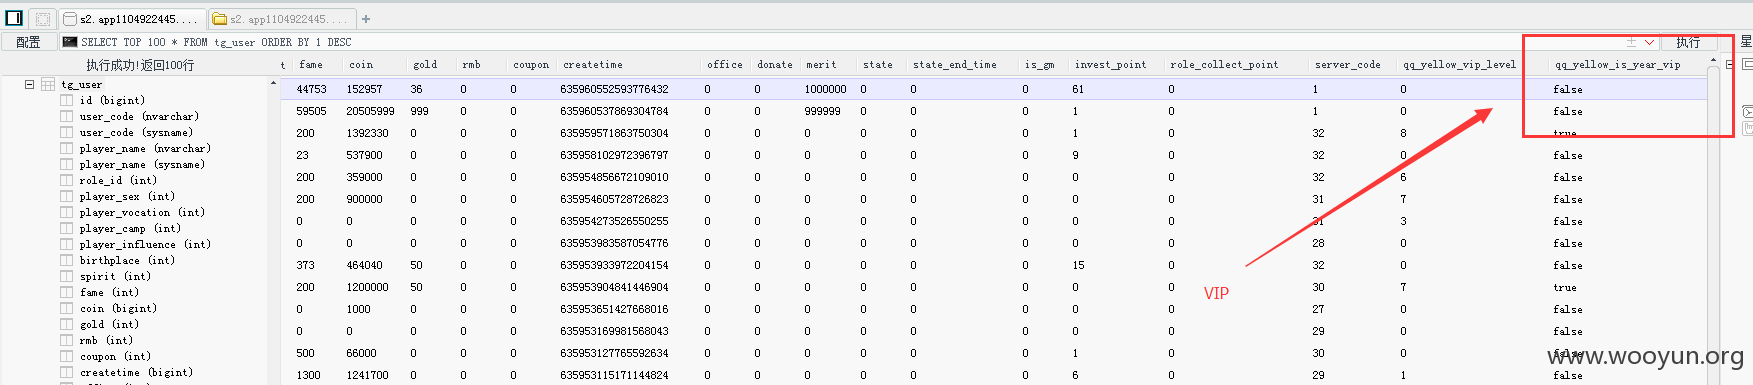 s2.app1104922445....
s2.app1104922445....
配置
SELECT TOP 100 * FROM tg_user ORDER BY 1 DESC
执行
星
执行成功!返回100行
t fame coin gold rmb coupon createtime office donate merit state state_end_time is_gm invest_point role_collect_point server_code qq_yellow_vip_level qq_yellow_is_year_vip
tg_user
id (bigint)
user_code (nvarchar)
user_code (sysname)
player_name (nvarchar)
player_name (sysname)
role_id (int)
player_sex (int)
player_vocation (int)
player_camp (int)
player_influence (int)
birthplace (int)
spirit (int)
fame (int)
coin (bigint)
gold (int)
rmb (int)
coupon (int)
createtime (bigint)
44753 152957 36 0 0 635960552593776432 0 0 1000000 0 0 0 61 0 1 0 false
59505 20505999 999 0 0 635960537869304784 0 0 999999 0 0 0 1 0 1 0 false
200 1392330 0 0 0 635959571863750304 0 0 0 0 0 0 1 0 32 8 true
23 537900 0 0 0 635958102972396797 0 0 0 0 0 0 9 0 32 0 false
200 359000 0 0 0 635954856672109010 0 0 0 0 0 0 0 0 32 6 false
200 900000 0 0 0 635954605728726823 0 0 0 0 0 0 0 0 31 7 false
0 0 0 0 0 635954273526550255 0 0 0 0 0 0 0 0 31 3 false
0 0 0 0 0 635953983587054776 0 0 0 0 0 0 0 0 28 0 false
373 464040 50 0 0 635953933972204154 0 0 0 0 0 0 15 0 32 0 false
200 1200000 50 0 0 635953904841446904 0 0 0 0 0 0 0 0 30 7 true
0 1000 0 0 0 635953651427668016 0 0 0 0 0 0 0 0 27 0 false
0 0 0 0 0 635953169981568043 0 0 0 0 0 0 0 0 29 0 false
500 66000 0 0 0 635953127765592634 0 0 0 0 0 0 1 0 30 0 false
1300 1241700 0 0 0 635953115171144824 0 0 0 0 0 0 6 0 29 1 false
VIP
www.wooyun.org